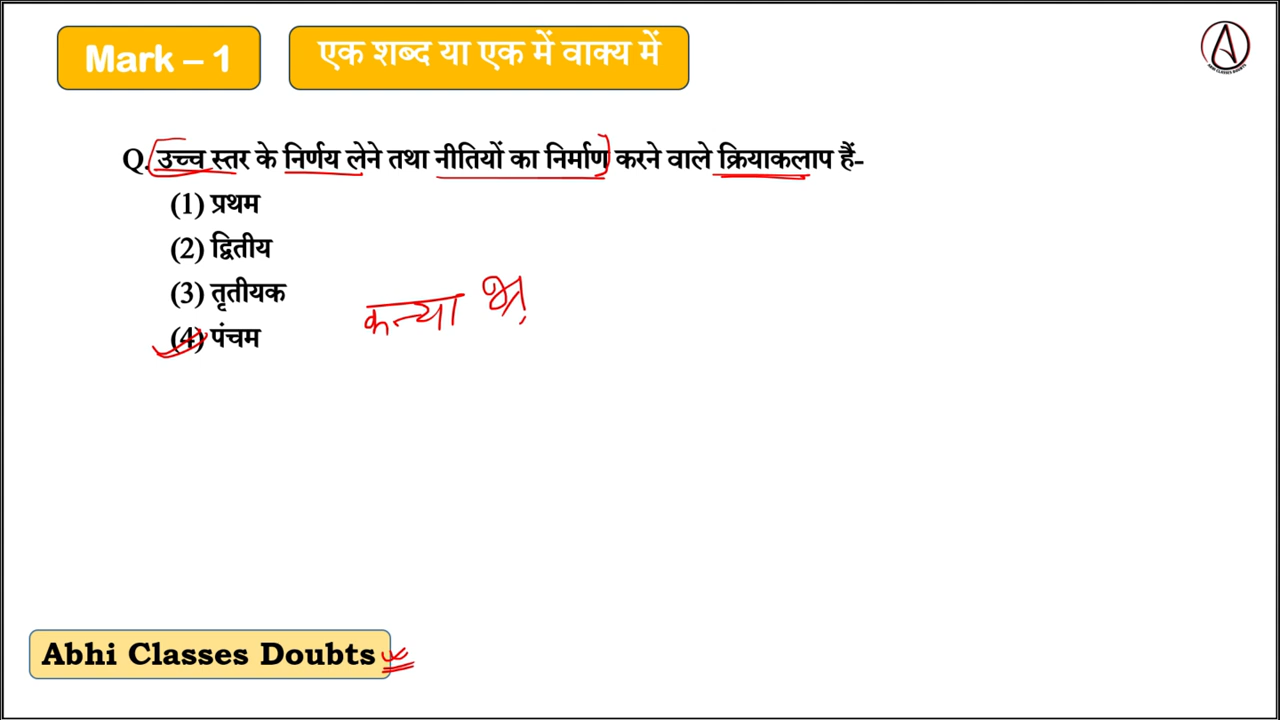 Mark – 1
एक शब्द या एक में वाक्य में
Q. उच्च स्तर के निर्णय लेने तथा नीतियों का निर्माण करने वाले क्रियाकलाप हैं-
(1) प्रथम
(2) द्वितीय
(3) तृतीयक
(4) पंचम
कन्या
Abhi Classes Doubts